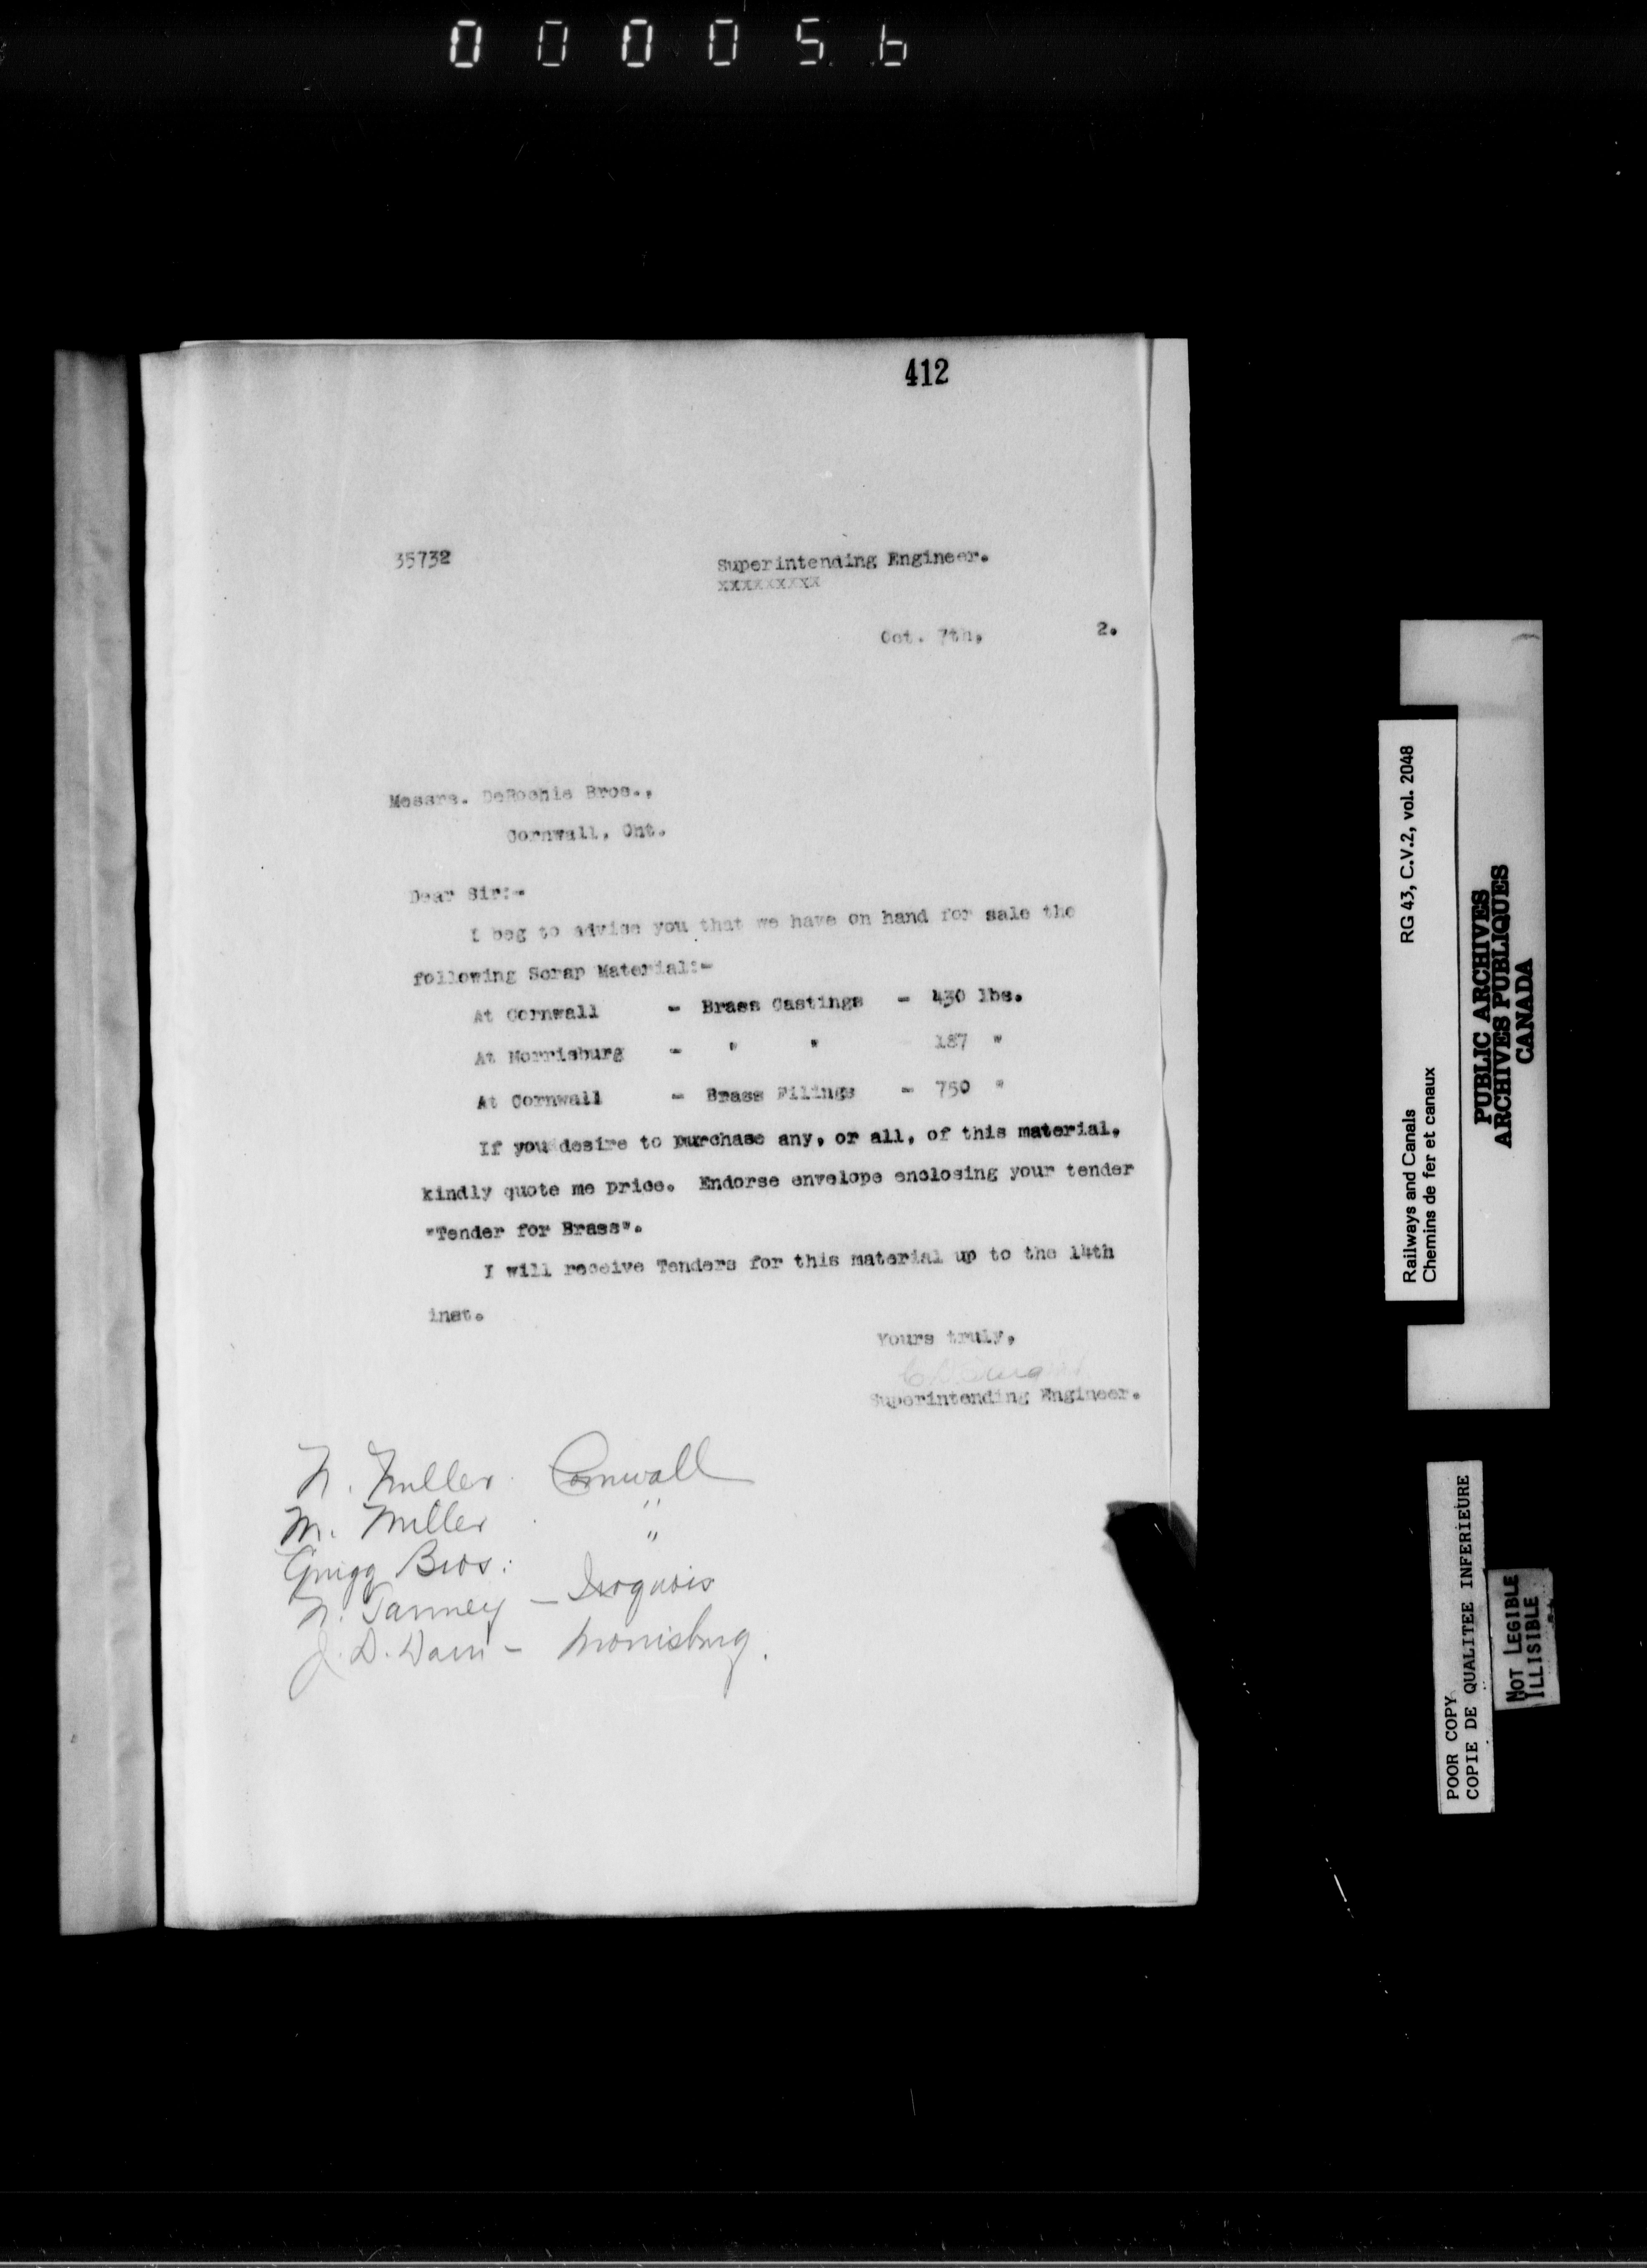 000056
412
35732
Superintending Engineer.
xxxxxxxxx
Oct. 7th, 2.
Messrs. DeRochie Bros.,
Cornwall, Ont.
Dear Sir:-
I beg to advise you that we have on hand for sale the
following Scrap Material:-
At Cornwall - Brass Castings - 430 lbs.
At Morrisburg - " " 187 "
At Cornwall - Brass Filings - 750 "
If you desire to purchase any, or all, of this material,
kindly quote me price. Endorse envelope enclosing your tender
"Tender for Brass".
I will receive Tenders for this material up to the 14th
inst.
Yours truly,
Superintending Engineer.
N. Miller Cornwall
M. Miller "
Grigg Bros: "
N. Tanney - Iroquois
J. D. - Morrisburg.
Railways and Canals RG 43, C.V.2, vol. 2048
Chemins de fer et canaux
PUBLIC ARCHIVES
ARCHIVES PUBLIQUES
CANADA
POOR COPY
COPIE DE QUALITEE INFERIEURE
NOT LEGIBLE
ILLISIBLE